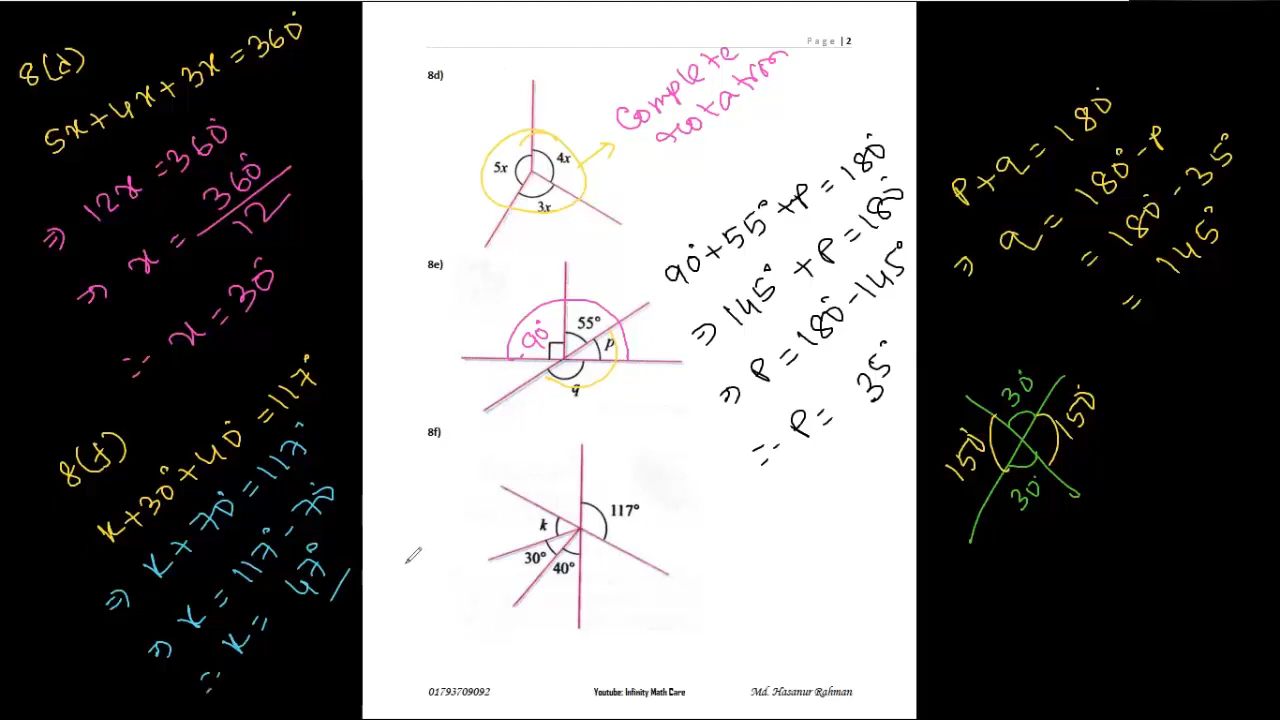 Page | 2
8(d)
5x+4x+3x=360°
⇒ 12x=360°
⇒ x = 360°/12
∴ x = 30°
8(f)
k+30°+40°=117°
⇒ k+70°=117°
⇒ k=117°-70°
∴ k= 47°
8d)
5x
4x
3x
Complete
rotation
8e)
90°
55°
p
q
90°+55°+p=180°
⇒ 145°+p=180°
⇒ p=180°-145°
∴ p= 35°
8f)
k
117°
30°
40°
p+q=180°
⇒ q=180°-p
= 180°-35°
= 145°
30°
150°
150°
30°
01793709092
Youtube: Infinity Math Care
Md. Hasanur Rahman